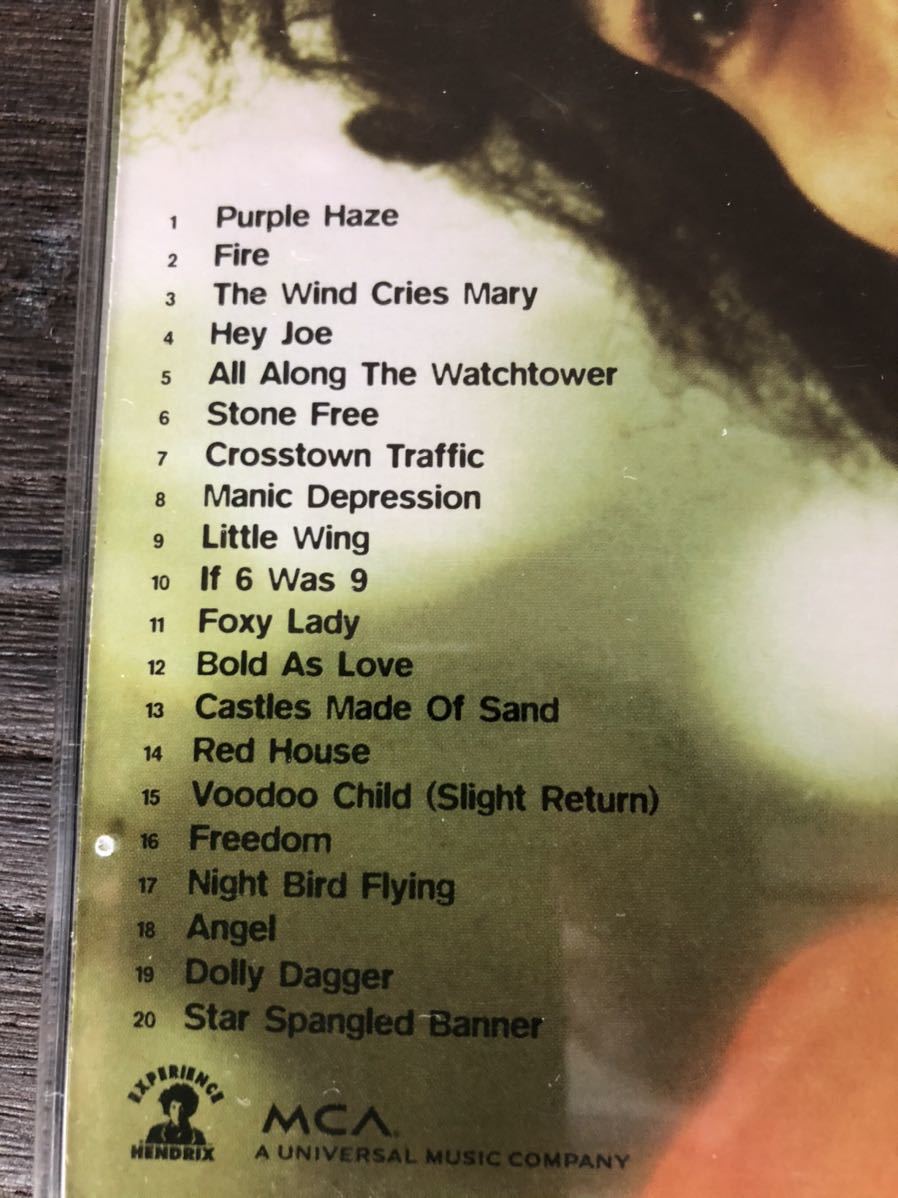 1 Purple Haze
2 Fire
3 The Wind Cries Mary
4 Hey Joe
5 All Along The Watchtower
6 Stone Free
7 Crosstown Traffic
8 Manic Depression
9 Little Wing
10 If 6 Was 9
11 Foxy Lady
12 Bold As Love
13 Castles Made Of Sand
14 Red House
15 Voodoo Child (Slight Return)
16 Freedom
17 Night Bird Flying
18 Angel
19 Dolly Dagger
20 Star Spangled Banner
EXPERIENCE
HENDRIX
MCA
A UNIVERSAL MUSIC COMPANY